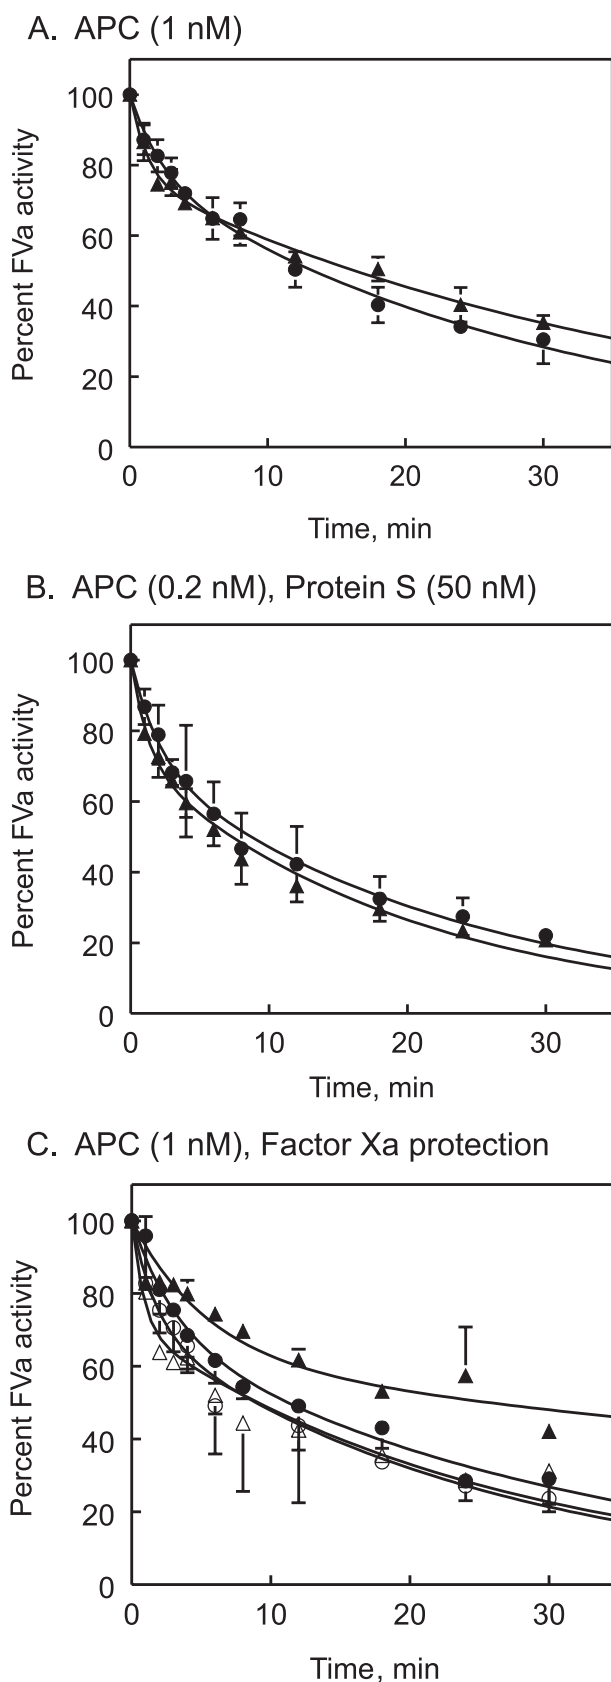 A. APC (1 nM)
100
80
60
40
20
0
Percent FVa activity
0 10 20 30
Time, min
B. APC (0.2 nM), Protein S (50 nM)
100
80
60
40
20
0
Percent FVa activity
0 10 20 30
Time, min
C. APC (1 nM), Factor Xa protection
100
80
60
40
20
0
Percent FVa activity
0 10 20 30
Time, min